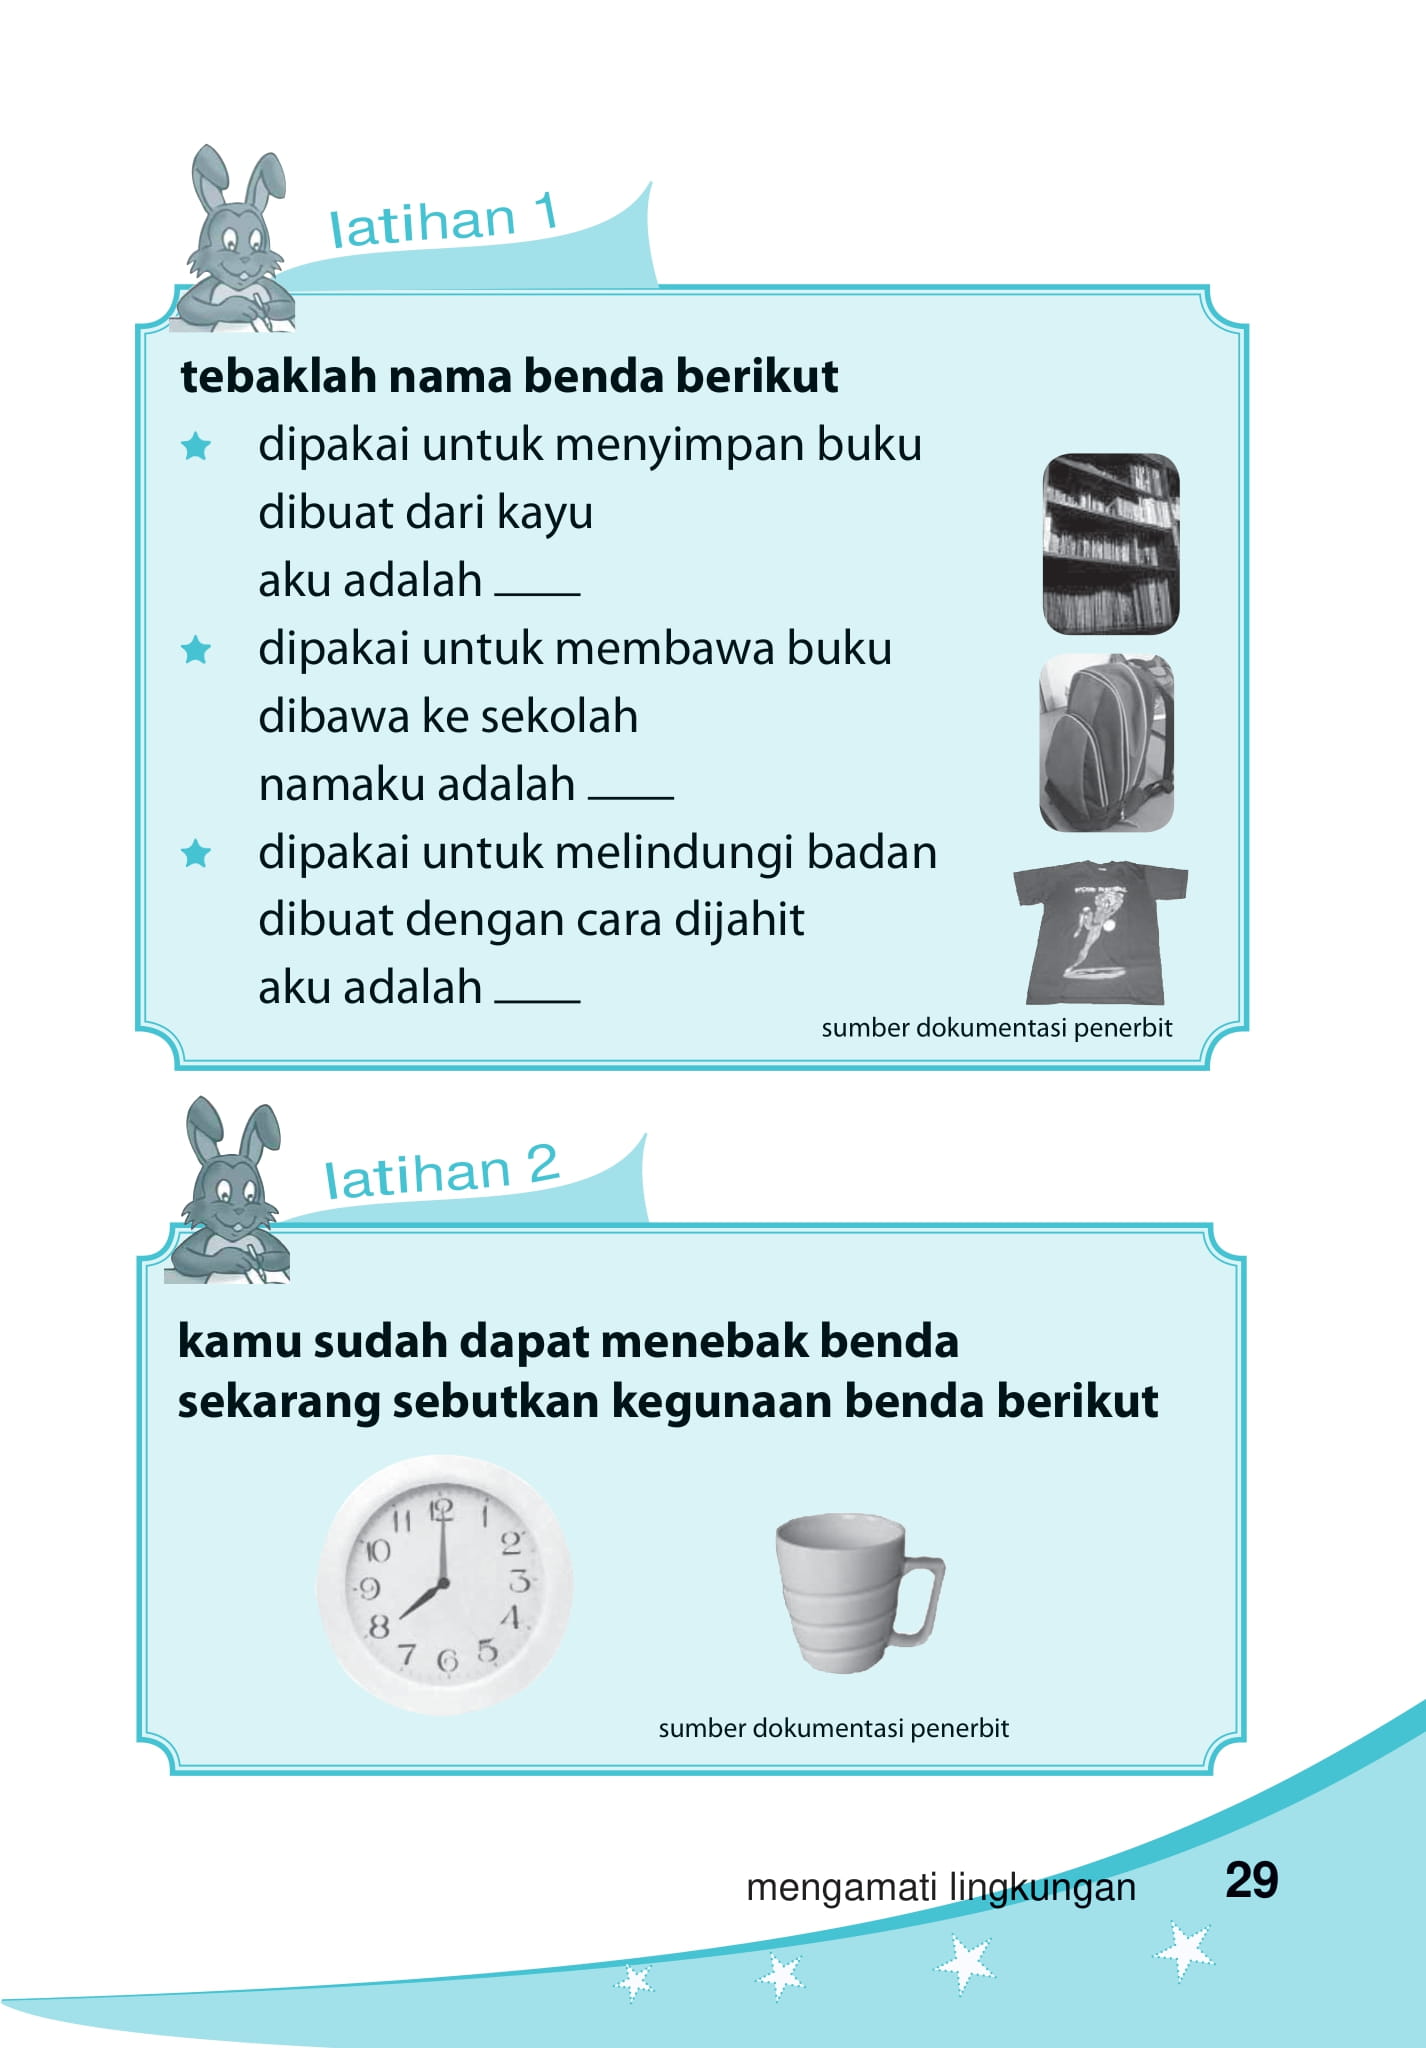 latihan 1
tebaklah nama benda berikut
dipakai untuk menyimpan buku
dibuat dari kayu
aku adalah ____
dipakai untuk membawa buku
dibawa ke sekolah
namaku adalah ____
dipakai untuk melindungi badan
dibuat dengan cara dijahit
aku adalah ____
sumber dokumentasi penerbit
latihan 2
kamu sudah dapat menebak benda
sekarang sebutkan kegunaan benda berikut
11 12 1
10 2
9 3
8 4
7 6 5
sumber dokumentasi penerbit
mengamati lingkungan 29